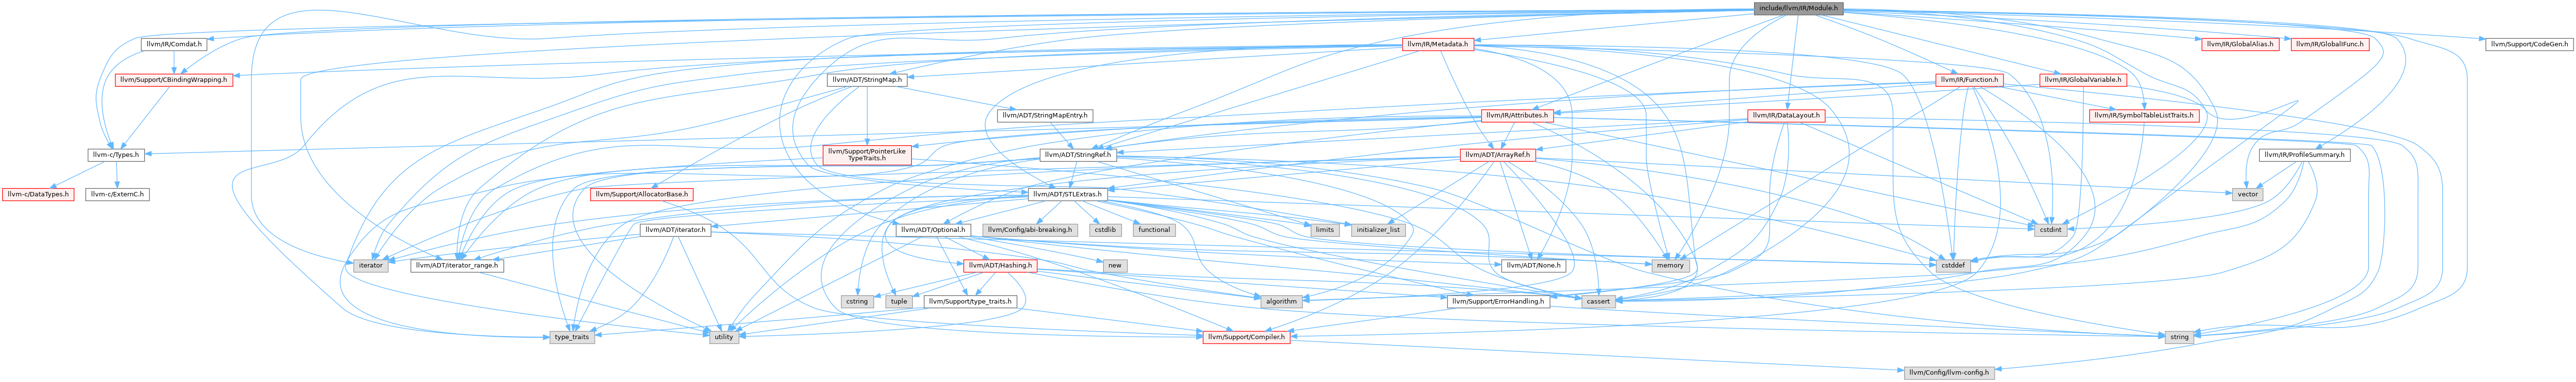 include/llvm/IR/Module.h
llvm/IR/Comdat.h
llvm/IR/Metadata.h
llvm/IR/GlobalAlias.h
llvm/IR/GlobalIFunc.h
llvm/Support/CodeGen.h
llvm/Support/CBindingWrapping.h
llvm/ADT/StringMap.h
llvm/IR/Function.h
llvm/IR/GlobalVariable.h
llvm/ADT/StringMapEntry.h
llvm/IR/Attributes.h
llvm/IR/DataLayout.h
llvm/IR/SymbolTableListTraits.h
llvm-c/Types.h
llvm/Support/PointerLike
TypeTraits.h
llvm/ADT/StringRef.h
llvm/ADT/ArrayRef.h
llvm/IR/ProfileSummary.h
llvm-c/DataTypes.h
llvm-c/ExternC.h
llvm/Support/AllocatorBase.h
llvm/ADT/STLExtras.h
vector
llvm/ADT/iterator.h
llvm/ADT/Optional.h
llvm/Config/abi-breaking.h
cstdlib
functional
limits
initializer_list
cstdint
iterator
llvm/ADT/iterator_range.h
llvm/ADT/Hashing.h
new
llvm/ADT/None.h
memory
cstddef
cstring
tuple
llvm/Support/type_traits.h
algorithm
llvm/Support/ErrorHandling.h
cassert
type_traits
utility
llvm/Support/Compiler.h
string
llvm/Config/llvm-config.h